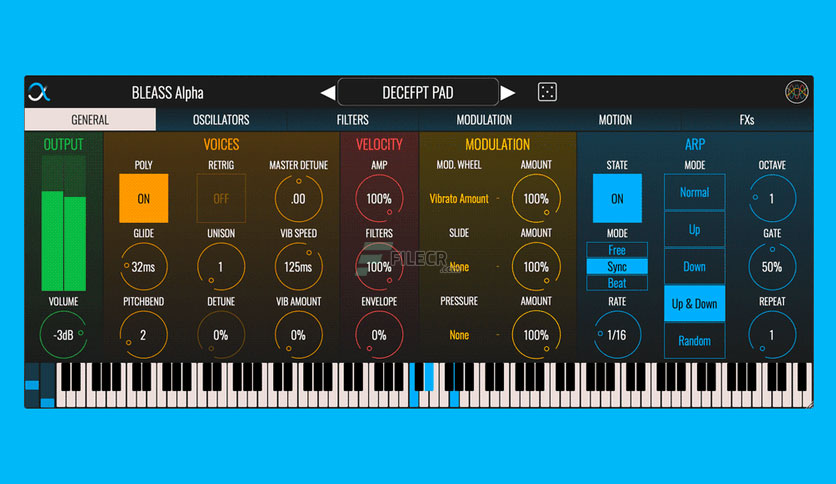 BLEASS Alpha
DECEFPT PAD
GENERAL
OSCILLATORS
FILTERS
MODULATION
MOTION
FXs
OUTPUT
VOICES
VELOCITY
MODULATION
ARP
POLY
RETRIG
MASTER DETUNE
AMP
MOD. WHEEL
AMOUNT
STATE
MODE
OCTAVE
ON
OFF
.00
100%
Vibrato Amount
100%
ON
Normal
1
Up
GLIDE
UNISON
VIB SPEED
FILTERS
SLIDE
AMOUNT
MODE
GATE
Free
32ms
1
125ms
100%
None
100%
Sync
Down
50%
Beat
FILECR
.com
VOLUME
PITCHBEND
DETUNE
VIB AMOUNT
ENVELOPE
PRESSURE
AMOUNT
RATE
Up & Down
REPEAT
-3dB
2
0%
0%
0%
None
100%
1/16
Random
1